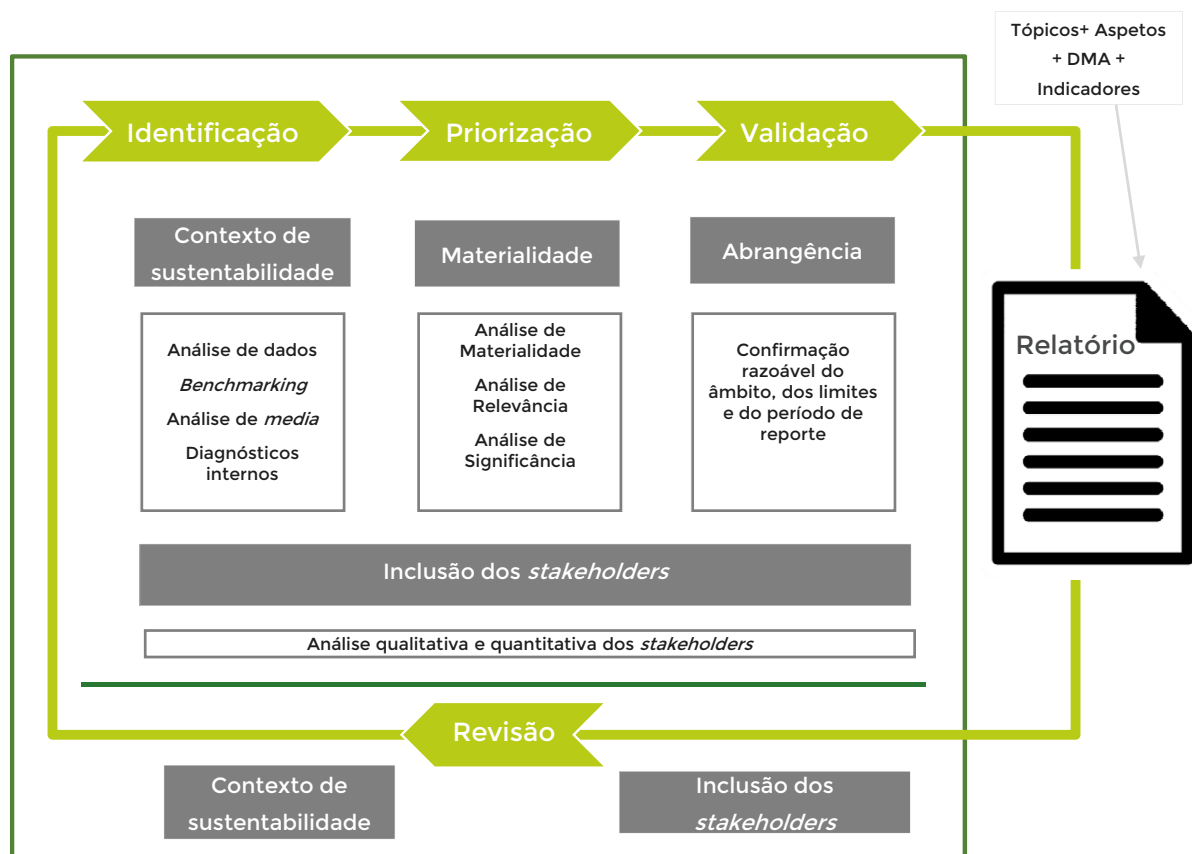 Tópicos+ Aspetos
+ DMA +
Indicadores
Identificação
Priorização
Validação
Contexto de
sustentabilidade
Materialidade
Abrangência
Análise de dados
Benchmarking
Análise de media
Diagnósticos
internos
Análise de
Materialidade
Análise de
Relevância
Análise de
Significância
Confirmação
razoável do
âmbito, dos limites
e do período de
reporte
Relatório
Inclusão dos stakeholders
Análise qualitativa e quantitativa dos stakeholders
Revisão
Contexto de
sustentabilidade
Inclusão dos
stakeholders